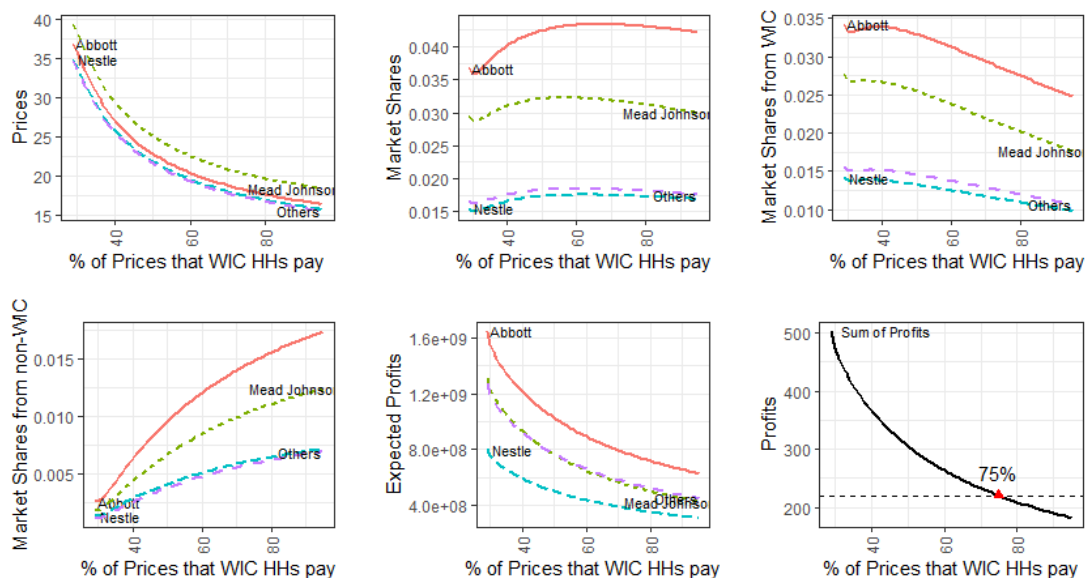 Prices
40
35
30
25
20
15
Abbott
Nestle
Mead Johnson
Others
40
60
80
% of Prices that WIC HHs pay
Market Shares
0.040
0.035
0.030
0.025
0.020
0.015
Abbott
Mead Johnson
Nestle
Others
40
60
80
% of Prices that WIC HHs pay
Market Shares from WIC
0.035
0.030
0.025
0.020
0.015
0.010
Abbott
Mead Johnson
Nestle
Others
40
60
80
% of Prices that WIC HHs pay
Market Shares from non-WIC
0.015
0.010
0.005
Mead Johnson
Others
Abbott
Nestle
40
60
80
% of Prices that WIC HHs pay
Expected Profits
1.6e+09
1.2e+09
8.0e+08
4.0e+08
Abbott
Nestle
Mead Johnson
Others
40
60
80
% of Prices that WIC HHs pay
Profits
500
400
300
200
Sum of Profits
75%
40
60
80
% of Prices that WIC HHs pay